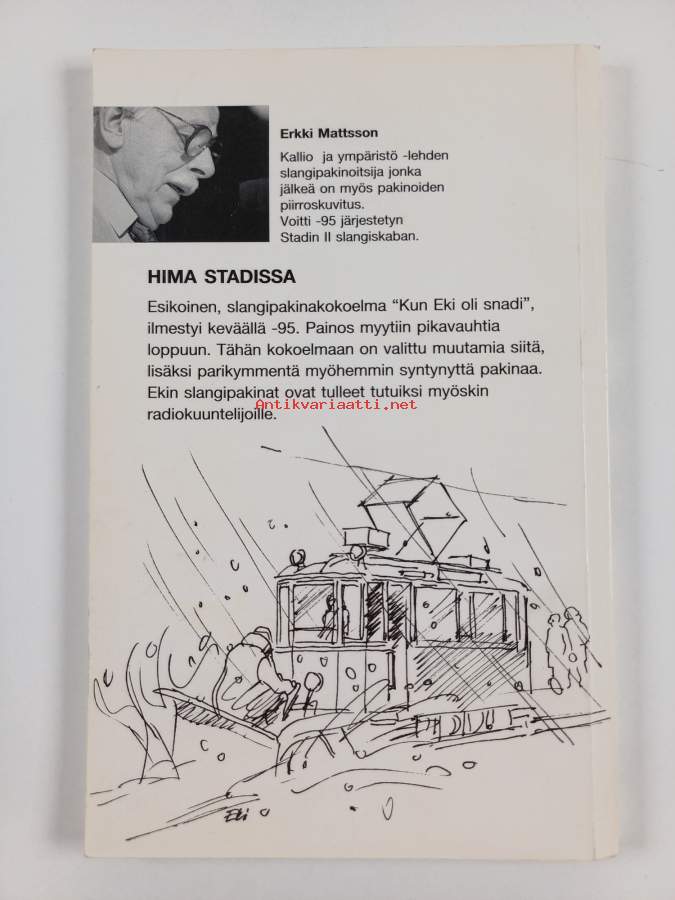 Erkki Mattsson
Kallio ja ympäristö -lehden
slangipakinoitsija jonka
jälkeä on myös pakinoiden
piirroskuvitus.
Voitti -95 järjestetyn
Stadin II slangiskaban.
HIMA STADISSA
Esikoinen, slangipakinakokoelma “Kun Eki oli snadi”,
ilmestyi keväällä -95. Painos myytiin pikavauhtia
loppuun. Tähän kokoelmaan on valittu muutamia siitä,
lisäksi parikymmentä myöhemmin syntynyttä pakinaa.
Ekin slangipakinat ovat tulleet tutuiksi myöskin
Antikvariaatti.net
radiokuuntelijoille.
Eki